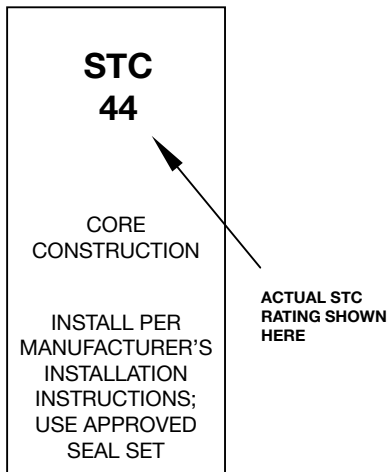 STC
44
CORE
CONSTRUCTION
INSTALL PER
MANUFACTURER'S
INSTALLATION
INSTRUCTIONS;
USE APPROVED
SEAL SET
ACTUAL STC
RATING SHOWN
HERE